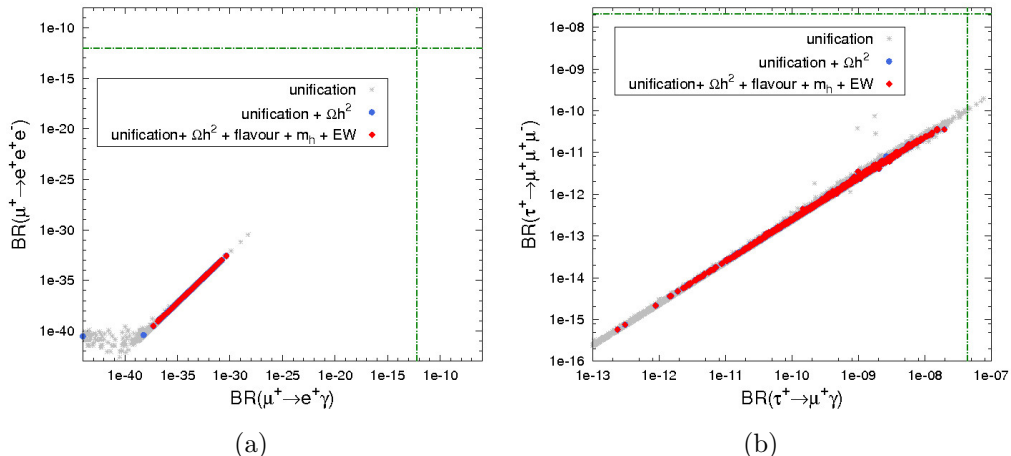 1e-10
1e-15
1e-20
1e-25
1e-30
1e-35
1e-40
BR(μ⁺→e⁺e⁺e⁻)
unification
unification + Ωh²
unification+ Ωh² + flavour + mₕ + EW
1e-40 1e-35 1e-30 1e-25 1e-20 1e-15 1e-10
BR(μ⁺→e⁺γ)
(a)
1e-08
1e-09
1e-10
1e-11
1e-12
1e-13
1e-14
1e-15
1e-16
BR(τ⁺→μ⁺μ⁺μ⁻)
unification
unification + Ωh²
unification+ Ωh² + flavour + mₕ + EW
1e-13 1e-12 1e-11 1e-10 1e-09 1e-08 1e-07
BR(τ⁺→μ⁺γ)
(b)